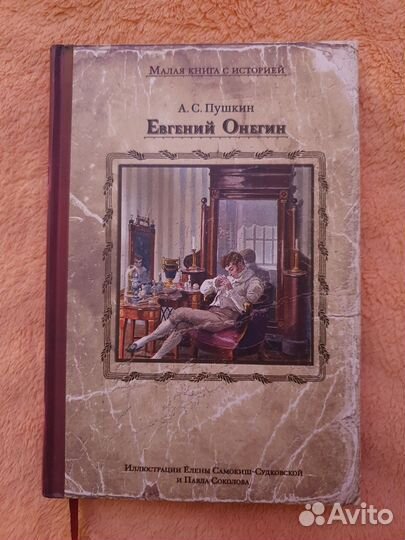 Малая книга с историей
А. С. Пушкин
Евгений Онегин
Иллюстрации Елены Самокиш-Судковской
и Павла Соколова
Avito